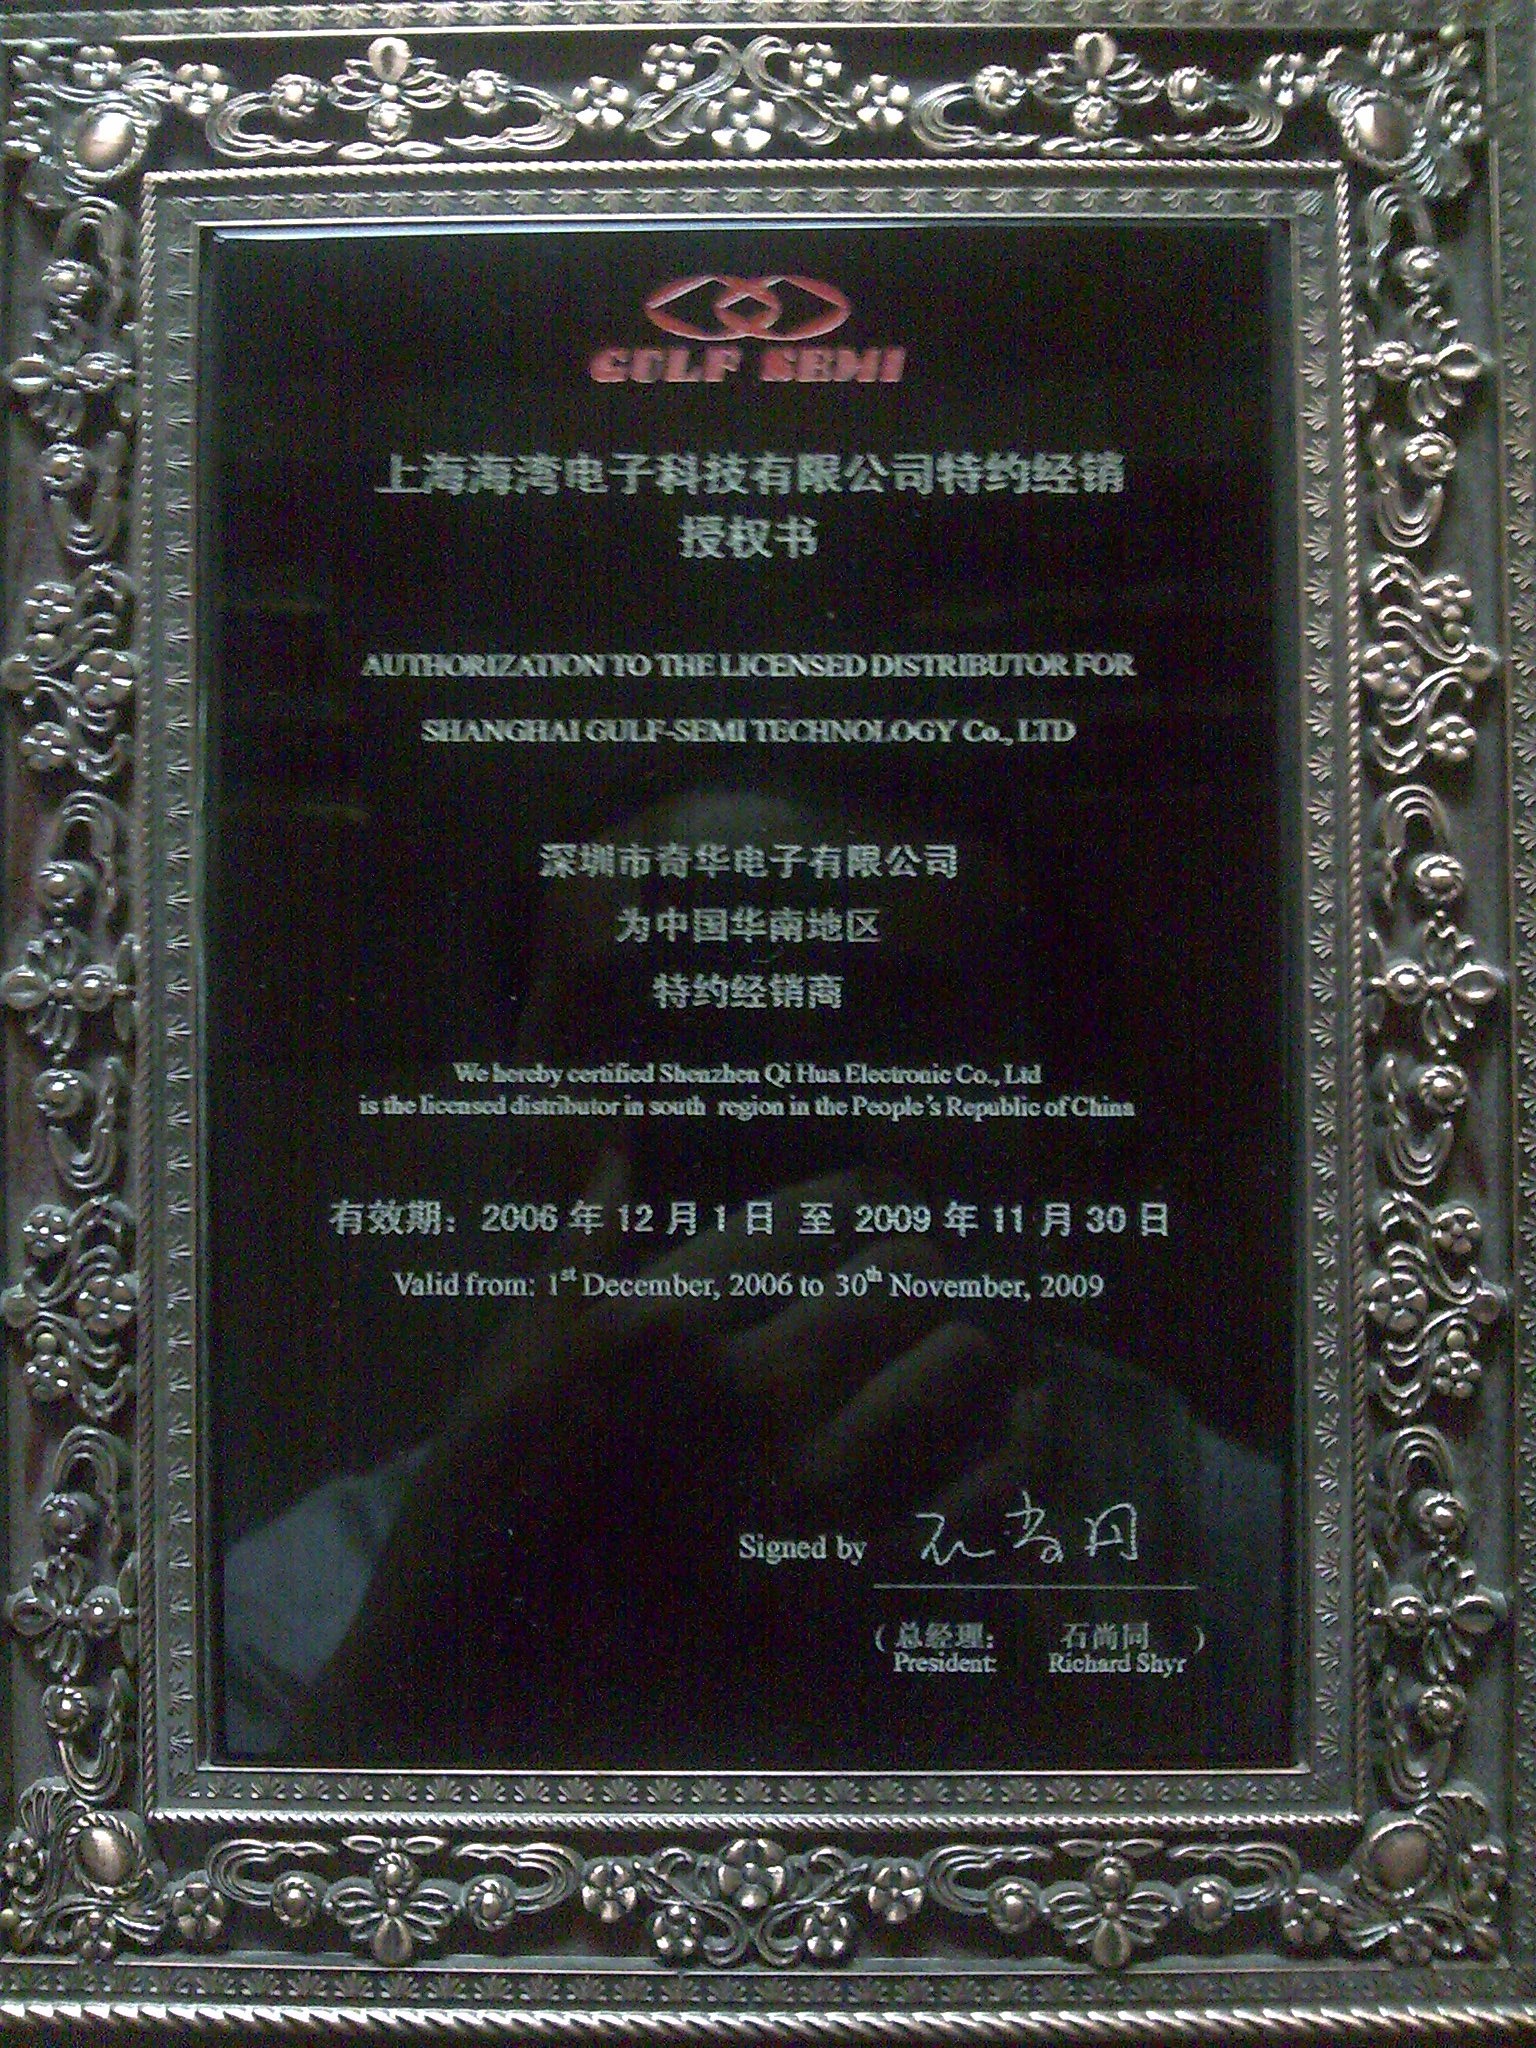 GULF SEMI
上海海湾电子科技有限公司特约经销
授权书
AUTHORIZATION TO THE LICENSED DISTRIBUTOR FOR
SHANGHAI GULF-SEMI TECHNOLOGY Co., LTD
深圳市奇华电子有限公司
为中国华南地区
特约经销商
We hereby certified Shenzhen Qi Hua Electronic Co., Ltd
is the licensed distributor in south region in the People's Republic of China
有效期：2006 年 12 月 1 日 至 2009 年 11 月 30 日
Valid from: 1st December, 2006 to 30th November, 2009
Signed by 石尚同
( 总经理: 石尚同 )
President: Richard Shyr